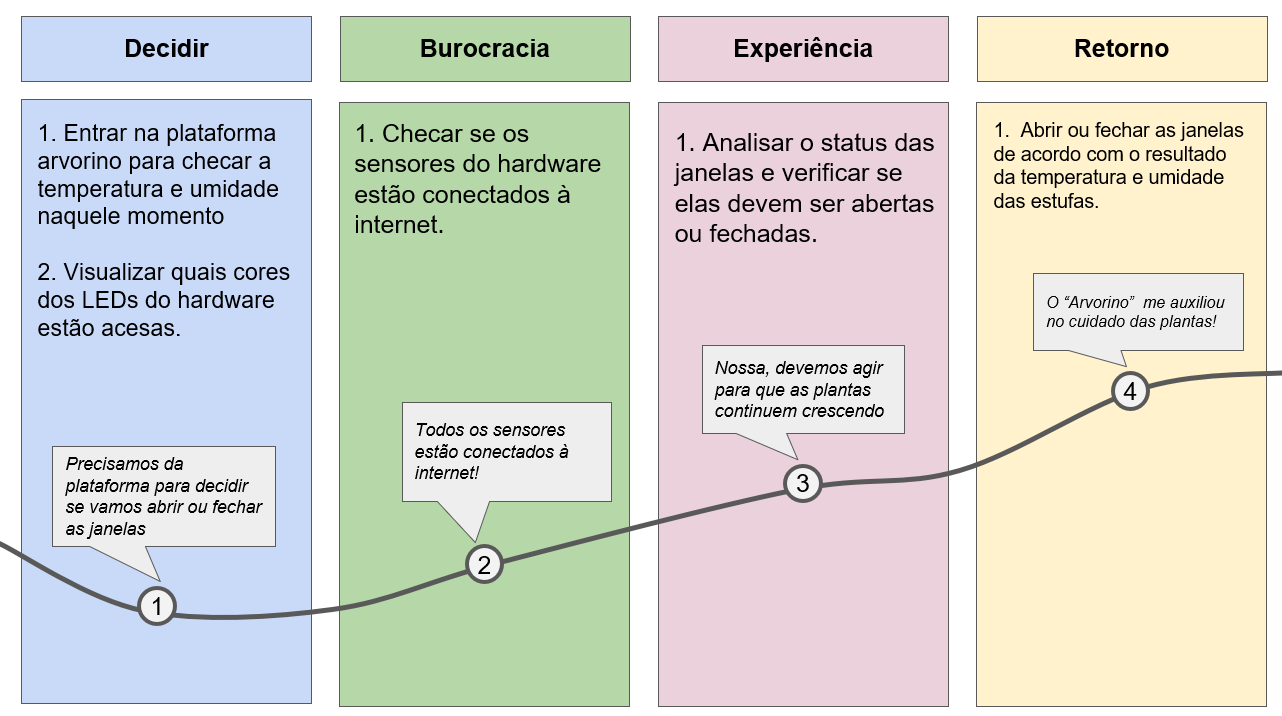 Decidir
Burocracia
Experiência
Retorno
1. Entrar na plataforma
arvorino para checar a
temperatura e umidade
naquele momento
2. Visualizar quais cores
dos LEDs do hardware
estão acesas.
Precisamos da
plataforma para decidir
se vamos abrir ou fechar
as janelas
1
1. Checar se os
sensores do hardware
estão conectados à
internet.
Todos os sensores
estão conectados à
internet!
2
1. Analisar o status das
janelas e verificar se
elas devem ser abertas
ou fechadas.
Nossa, devemos agir
para que as plantas
continuem crescendo
3
1. Abrir ou fechar as janelas
de acordo com o resultado
da temperatura e umidade
das estufas.
O “Arvorino” me auxiliou
no cuidado das plantas!
4